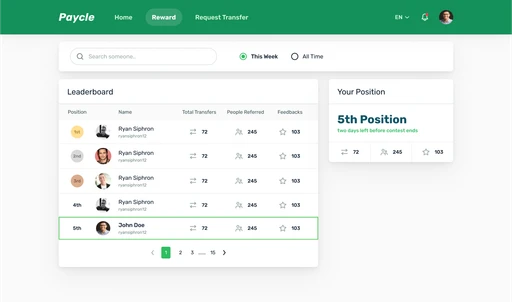 Paycle Home Reward Request Transfer EN
Search someone.. This Week All Time
Leaderboard
Position Name Total Transfers People Referred Feedbacks
1st Ryan Siphron 72 245 103
ryansiphron12
2nd Ryan Siphron 72 245 103
ryansiphron12
3rd Ryan Siphron 72 245 103
ryansiphron12
4th Ryan Siphron 72 245 103
ryansiphron12
5th John Doe 72 245 103
ryansiphron12
1 2 3 ...... 15
Your Position
5th Position
two days left before contest ends
72 245 103